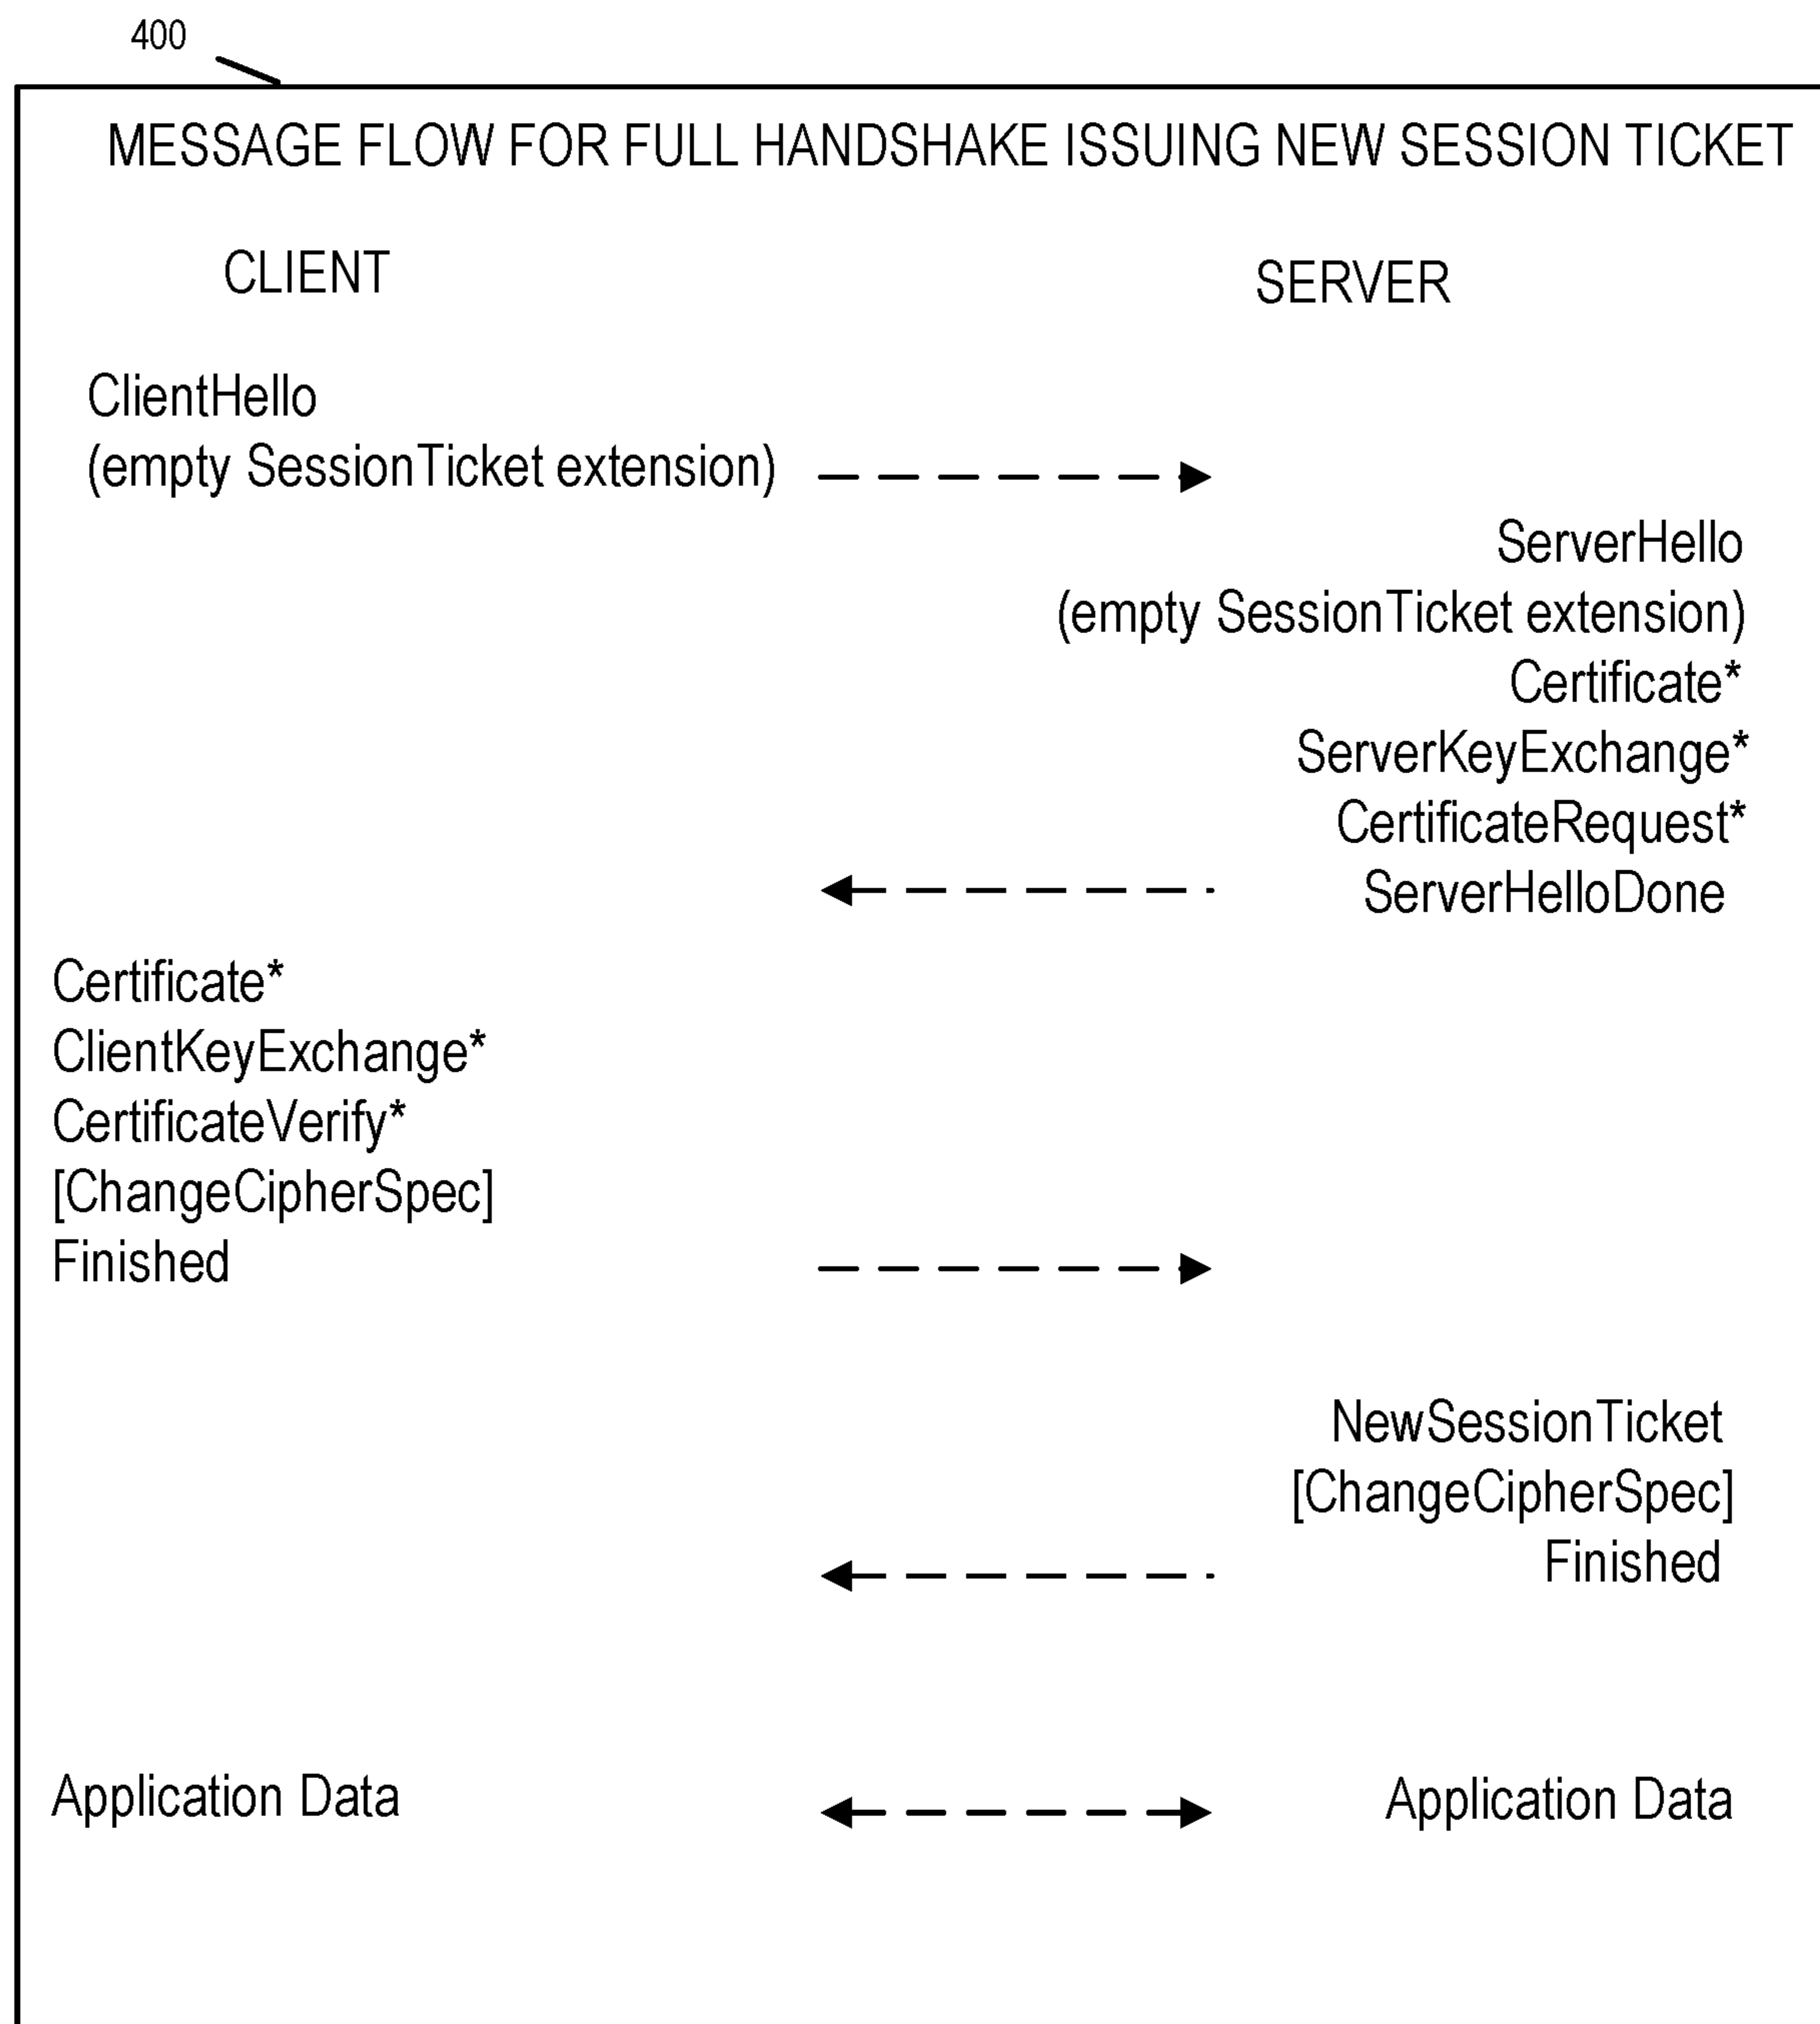 400
MESSAGE FLOW FOR FULL HANDSHAKE ISSUING NEW SESSION TICKET
CLIENT
SERVER
ClientHello
(empty SessionTicket extension)
ServerHello
(empty SessionTicket extension)
Certificate*
ServerKeyExchange*
CertificateRequest*
ServerHelloDone
Certificate*
ClientKeyExchange*
CertificateVerify*
[ChangeCipherSpec]
Finished
NewSessionTicket
[ChangeCipherSpec]
Finished
Application Data
Application Data